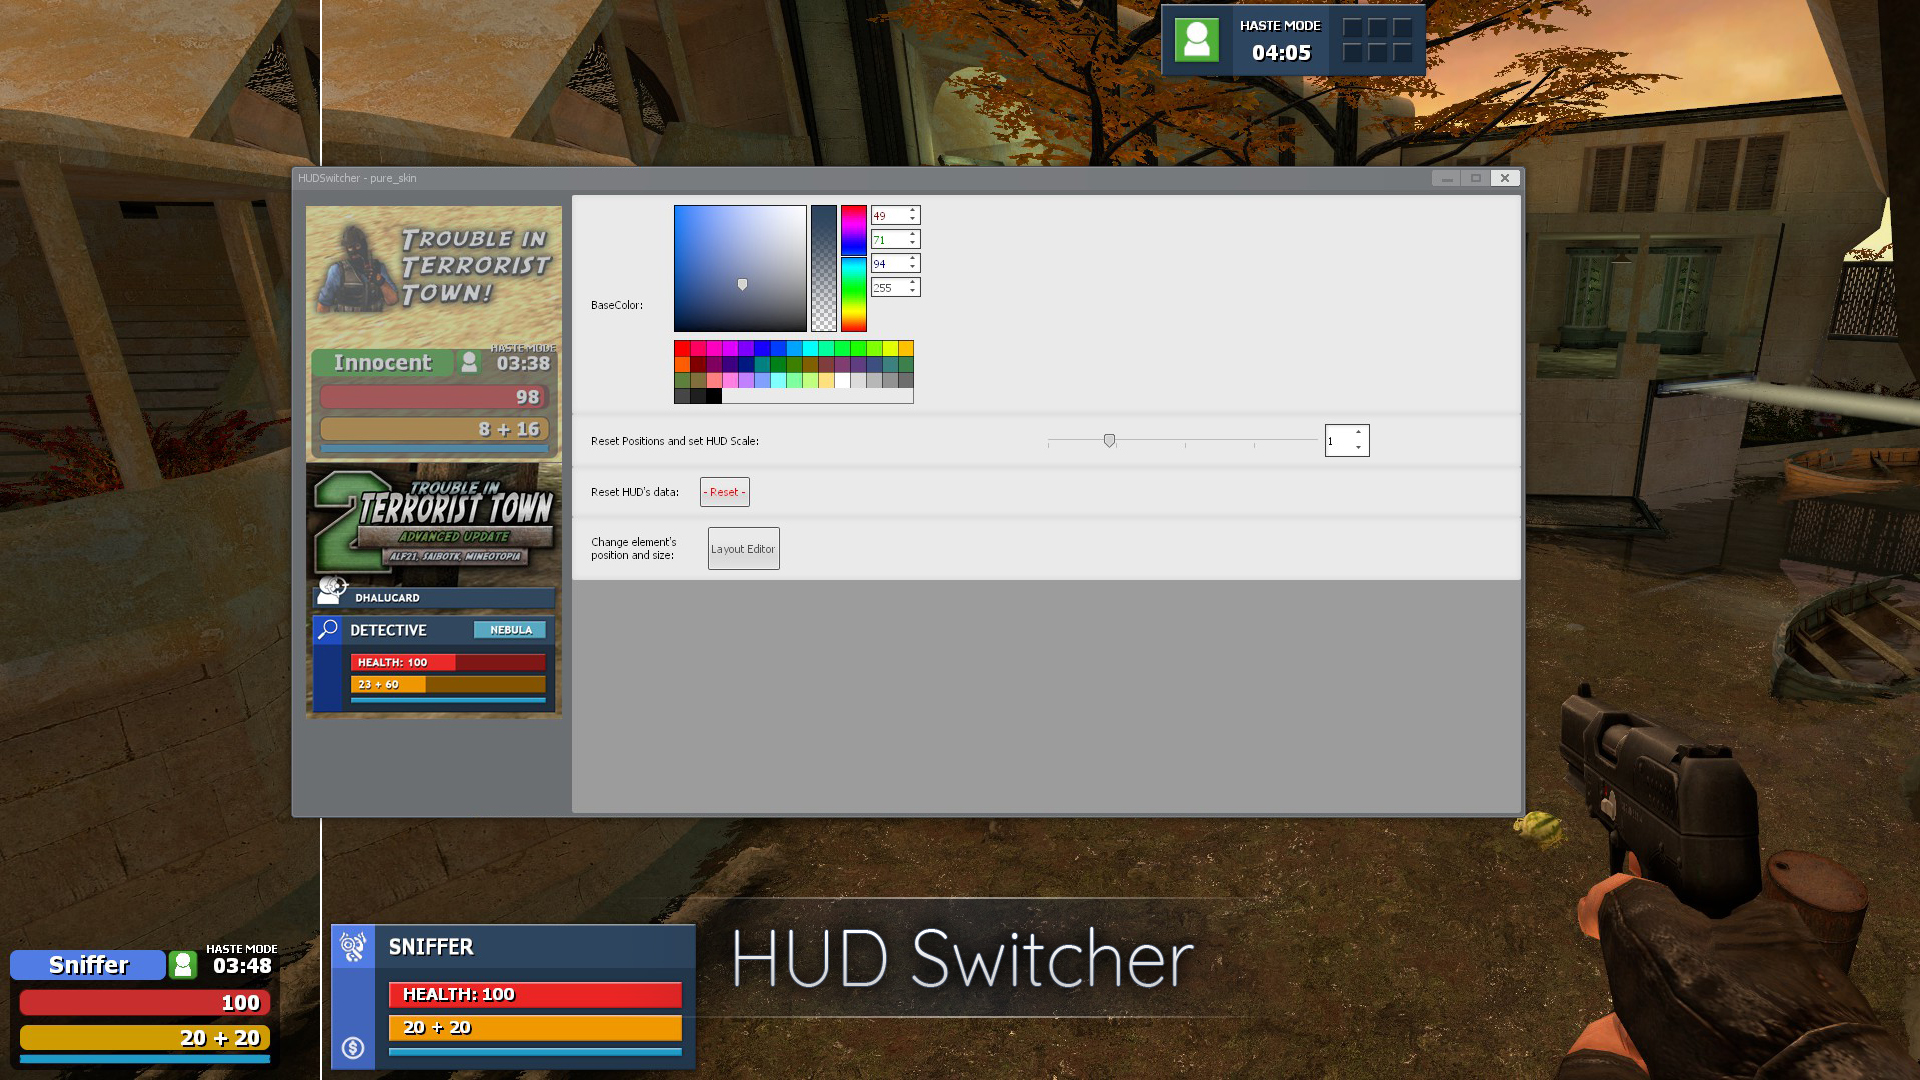 HASTE MODE
04:05
HUDSwitcher - pure_skin
TROUBLE IN
TERRORIST
TOWN!
HASTE MODE
Innocent
03:38
98
8 + 16
2
TROUBLE IN
TERRORIST TOWN
ADVANCED UPDATE
ALF21, SAIBOTK, MINEOTOPIA
DHALUCARD
DETECTIVE
NEBULA
HEALTH: 100
23 + 60
BaseColor:
49
71
94
255
Reset Positions and set HUD Scale:
1
Reset HUD's data:
- Reset -
Change element's
position and size:
Layout Editor
HASTE MODE
Sniffer
03:48
100
20 + 20
SNIFFER
HEALTH: 100
20 + 20
HUD Switcher